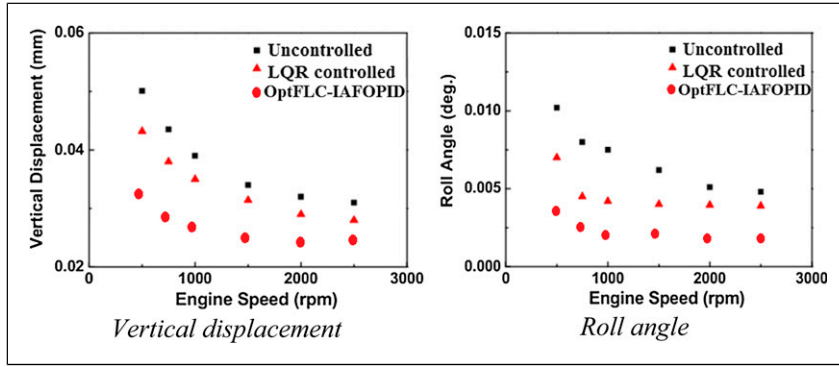 0.06
0.04
0.02
Vertical Displacement (mm)
Uncontrolled
LQR controlled
OptFLC-IAFOPID
0 1000 2000 3000
Engine Speed (rpm)
Vertical displacement
0.015
0.010
0.005
0.000
Roll Angle (deg.)
Uncontrolled
LQR controlled
OptFLC-IAFOPID
0 1000 2000 3000
Engine Speed (rpm)
Roll angle